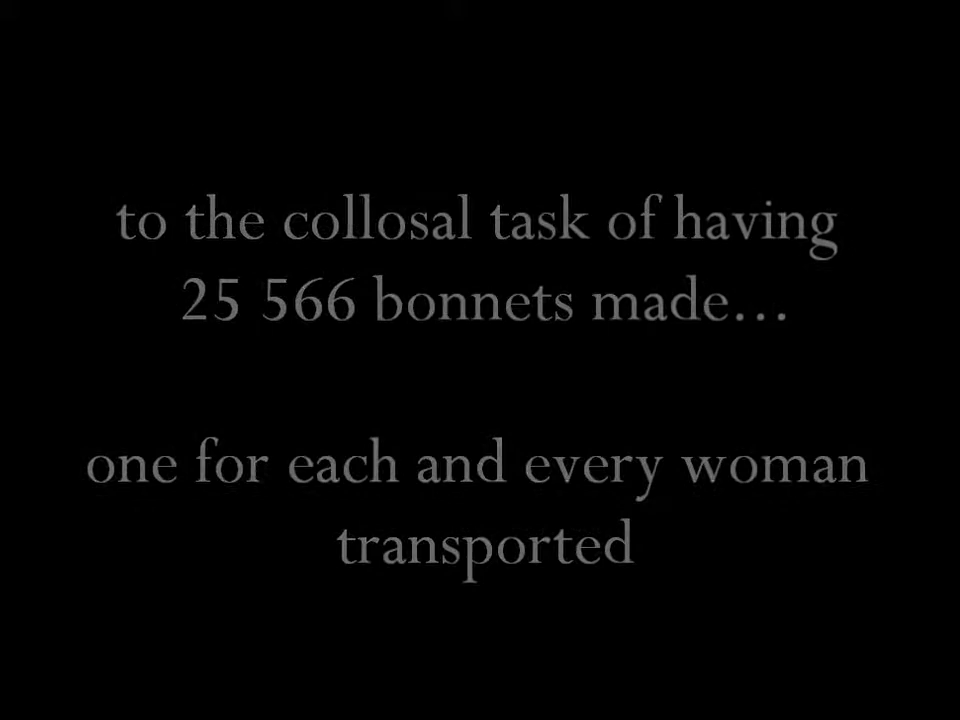 to the collosal task of having
25 566 bonnets made...
one for each and every woman
transported